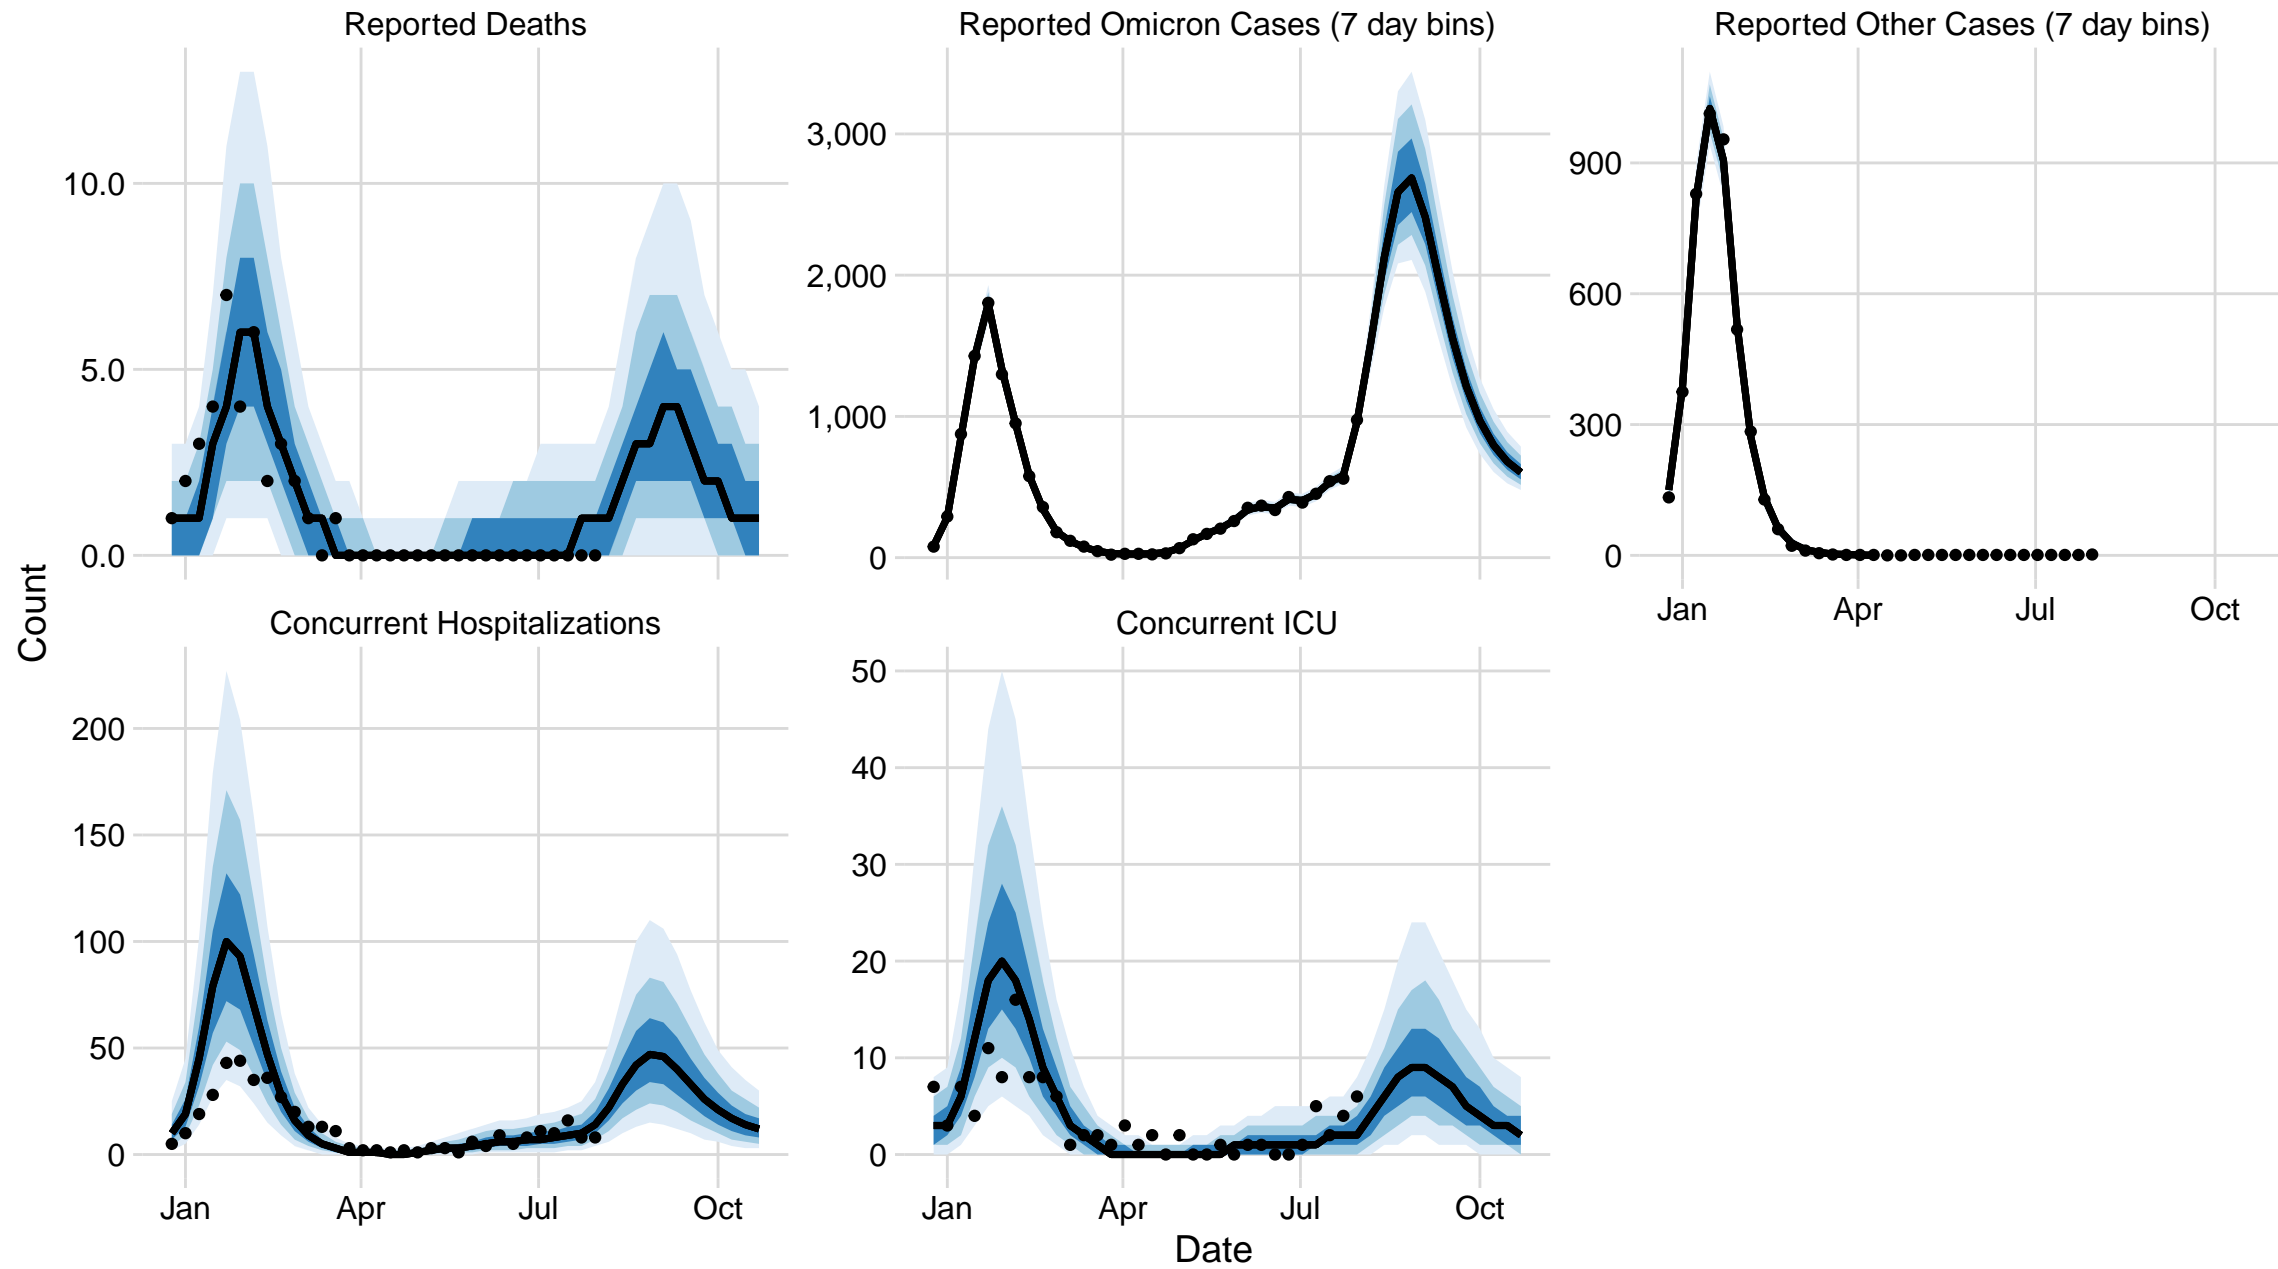 Reported Deaths
Reported Omicron Cases (7 day bins)
Reported Other Cases (7 day bins)
10.0
5.0
0.0
3,000
2,000
1,000
0
900
600
300
0
Jan Apr Jul Oct
Count
Concurrent Hospitalizations
Concurrent ICU
200
150
100
50
0
50
40
30
20
10
0
Jan Apr Jul Oct
Jan Apr Jul Oct
Date